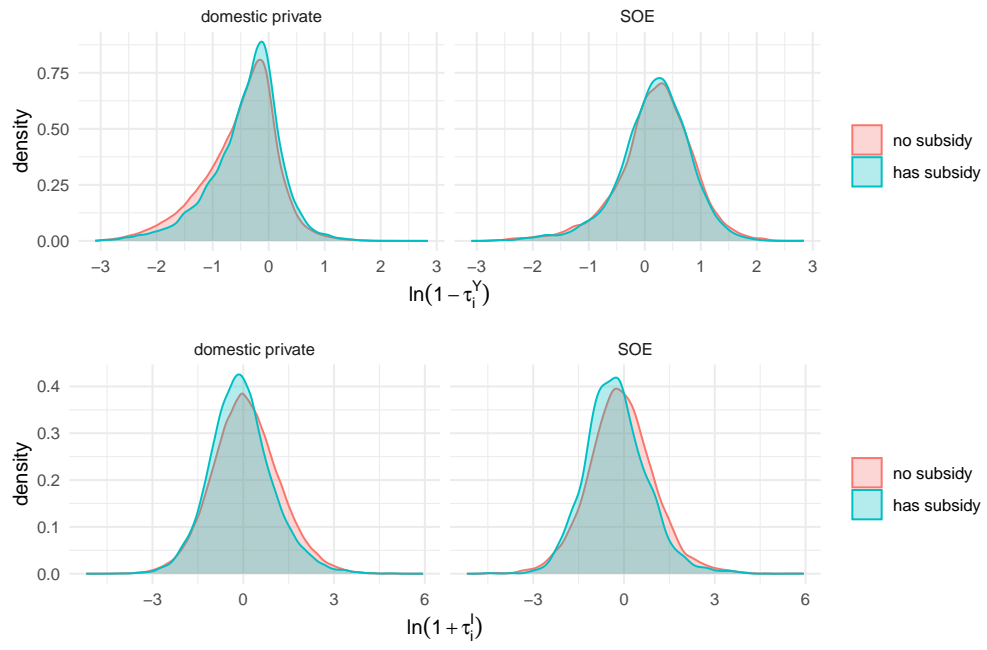 domestic private SOE
0.75
0.50
0.25
0.00
density
−3 −2 −1 0 1 2 3 −3 −2 −1 0 1 2 3
ln(1 − τ_i^Y)
no subsidy
has subsidy
domestic private SOE
0.4
0.3
0.2
0.1
0.0
density
−3 0 3 6 −3 0 3 6
ln(1 + τ_i^I)
no subsidy
has subsidy